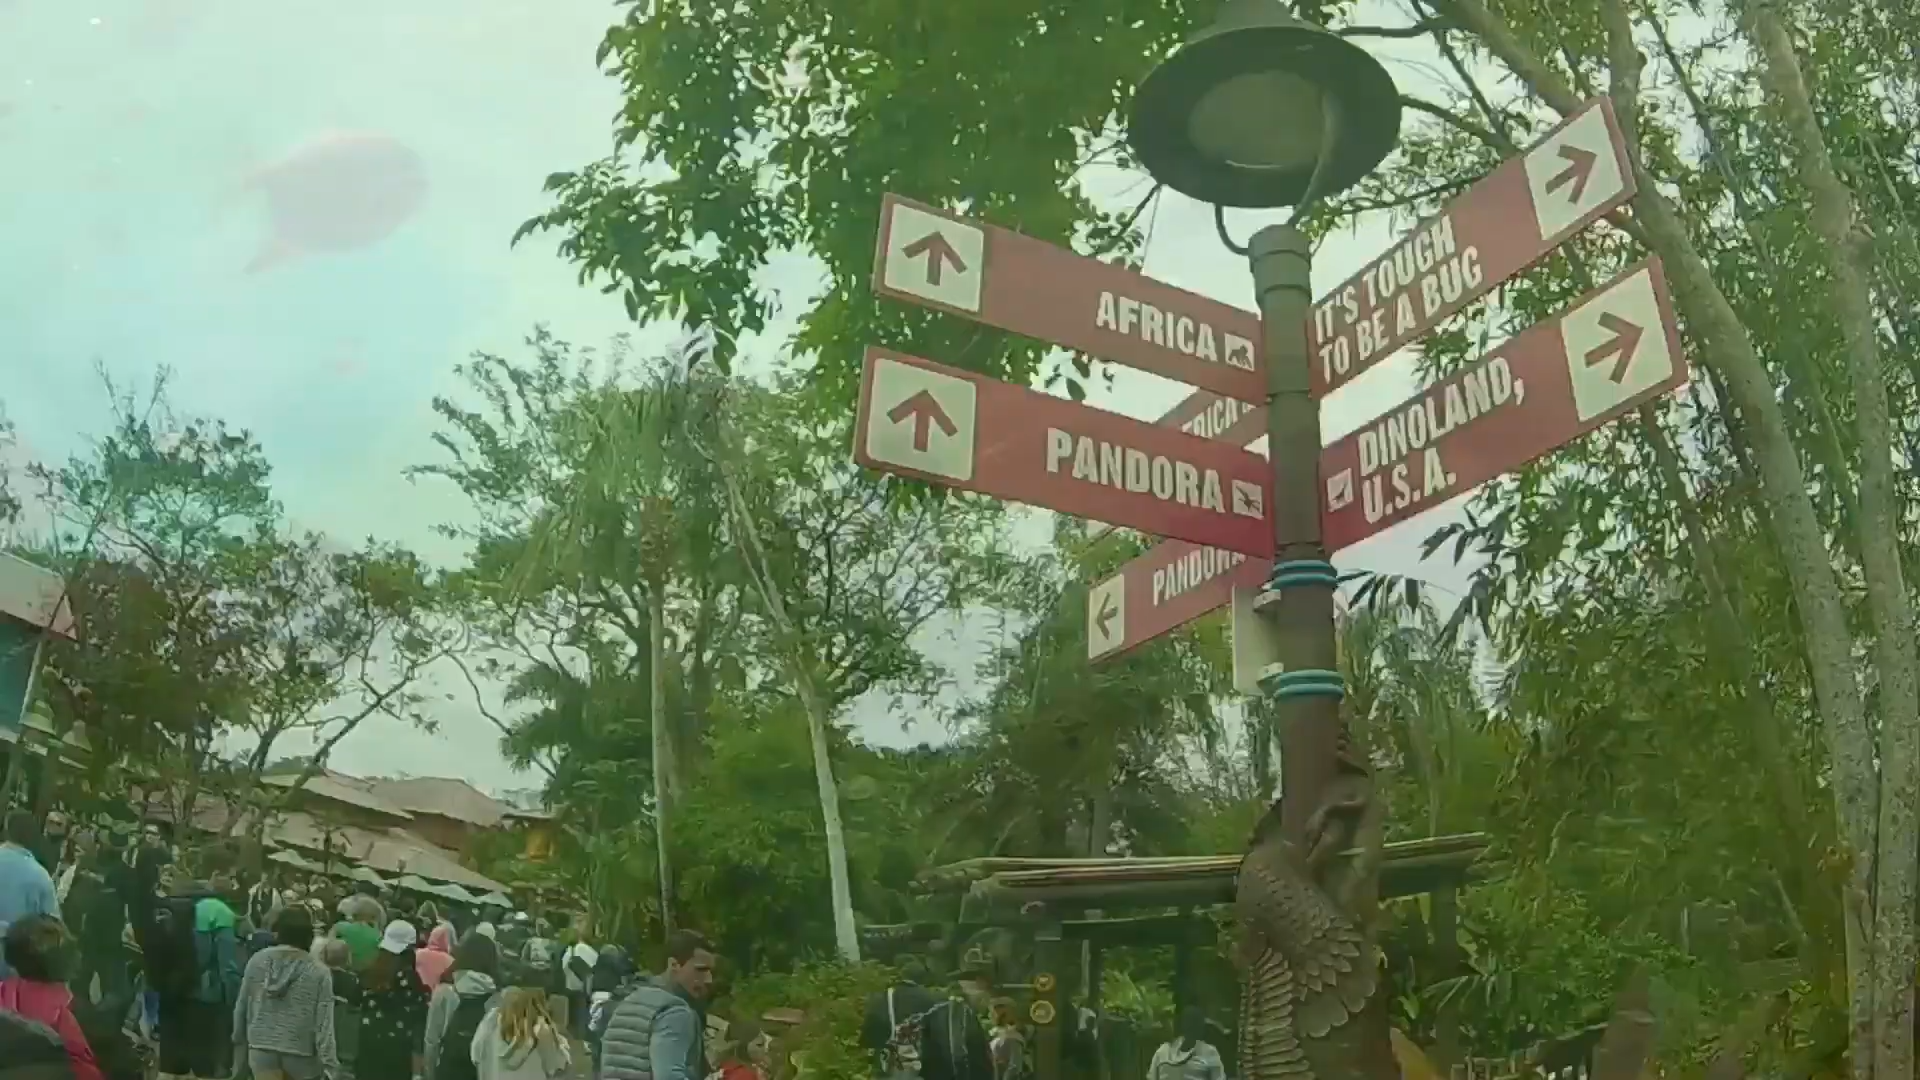 AFRICA
PANDORA
IT'S TOUGH
TO BE A BUG
DINOLAND,
U.S.A.
PANDORA